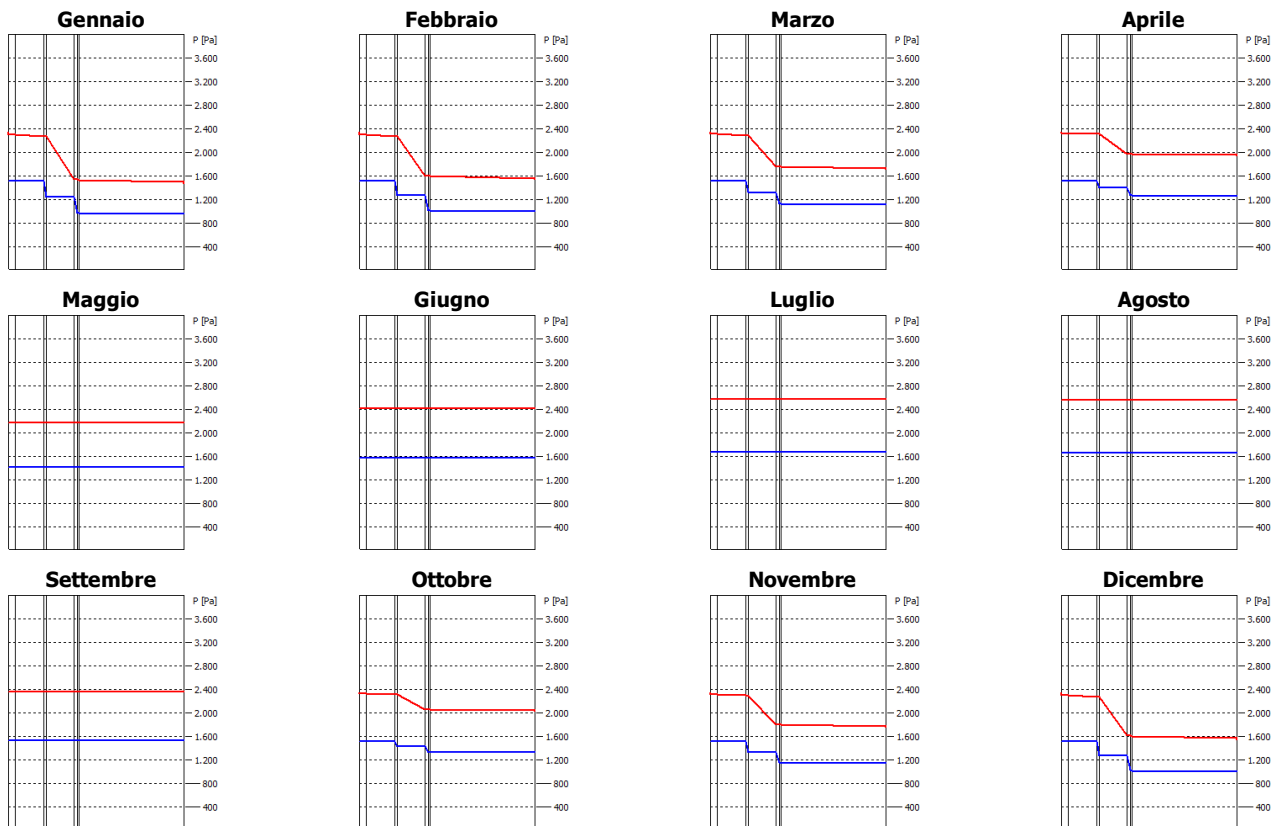 Gennaio Febbraio Marzo Aprile
P [Pa] P [Pa] P [Pa] P [Pa]
3.600 3.600 3.600 3.600
3.200 3.200 3.200 3.200
2.800 2.800 2.800 2.800
2.400 2.400 2.400 2.400
2.000 2.000 2.000 2.000
1.600 1.600 1.600 1.600
1.200 1.200 1.200 1.200
800 800 800 800
400 400 400 400
Maggio Giugno Luglio Agosto
P [Pa] P [Pa] P [Pa] P [Pa]
3.600 3.600 3.600 3.600
3.200 3.200 3.200 3.200
2.800 2.800 2.800 2.800
2.400 2.400 2.400 2.400
2.000 2.000 2.000 2.000
1.600 1.600 1.600 1.600
1.200 1.200 1.200 1.200
800 800 800 800
400 400 400 400
Settembre Ottobre Novembre Dicembre
P [Pa] P [Pa] P [Pa] P [Pa]
3.600 3.600 3.600 3.600
3.200 3.200 3.200 3.200
2.800 2.800 2.800 2.800
2.400 2.400 2.400 2.400
2.000 2.000 2.000 2.000
1.600 1.600 1.600 1.600
1.200 1.200 1.200 1.200
800 800 800 800
400 400 400 400